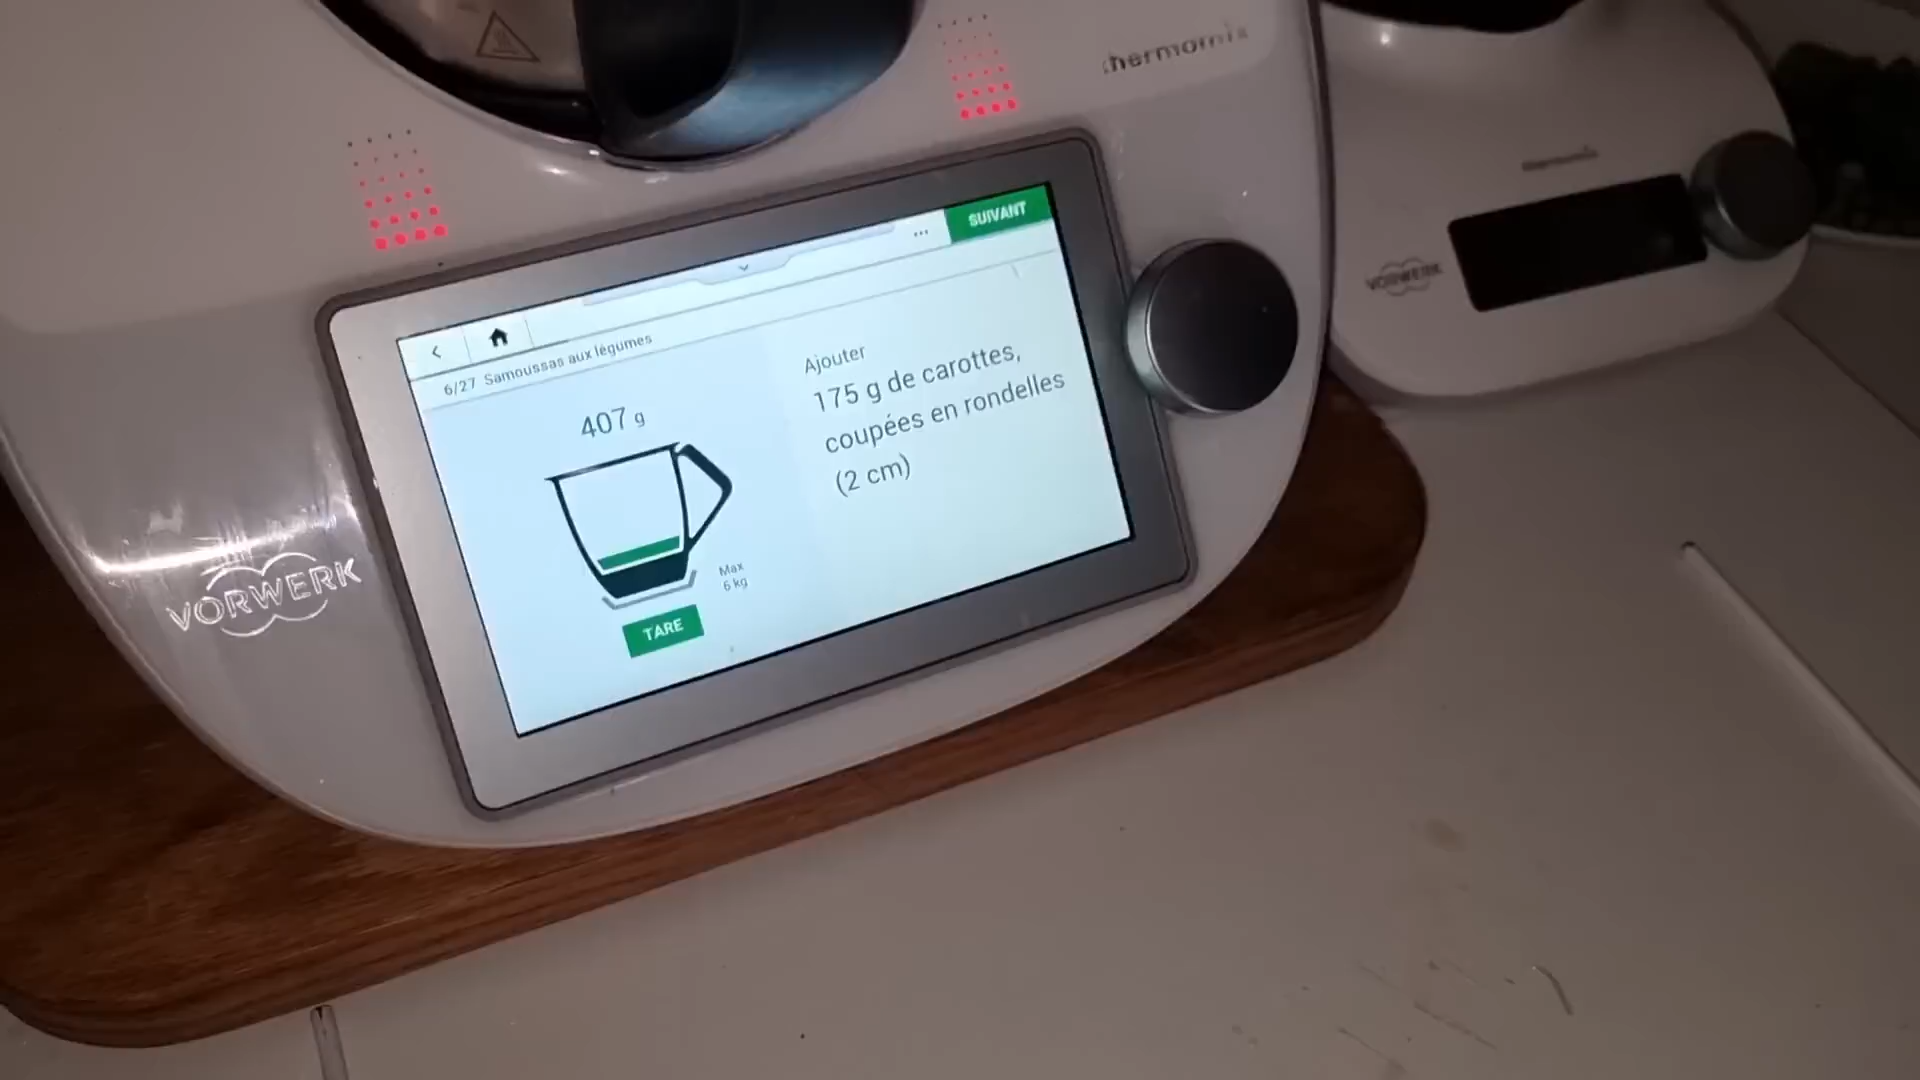 thermomix
SUIVANT
...
6/27 Samoussas aux légumes
407 g
Ajouter
175 g de carottes,
coupées en rondelles
(2 cm)
Max
6 kg
TARE
VORWERK
thermomix
VORWERK